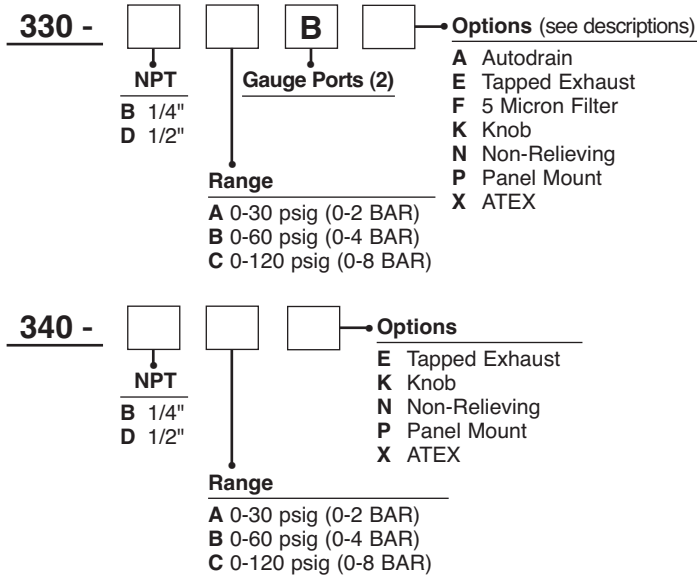 330 - B Options (see descriptions)
NPT
B 1/4"
D 1/2"
Gauge Ports (2)
A Autodrain
E Tapped Exhaust
F 5 Micron Filter
K Knob
N Non-Relieving
P Panel Mount
X ATEX
Range
A 0-30 psig (0-2 BAR)
B 0-60 psig (0-4 BAR)
C 0-120 psig (0-8 BAR)
340 - Options
NPT
B 1/4"
D 1/2"
E Tapped Exhaust
K Knob
N Non-Relieving
P Panel Mount
X ATEX
Range
A 0-30 psig (0-2 BAR)
B 0-60 psig (0-4 BAR)
C 0-120 psig (0-8 BAR)